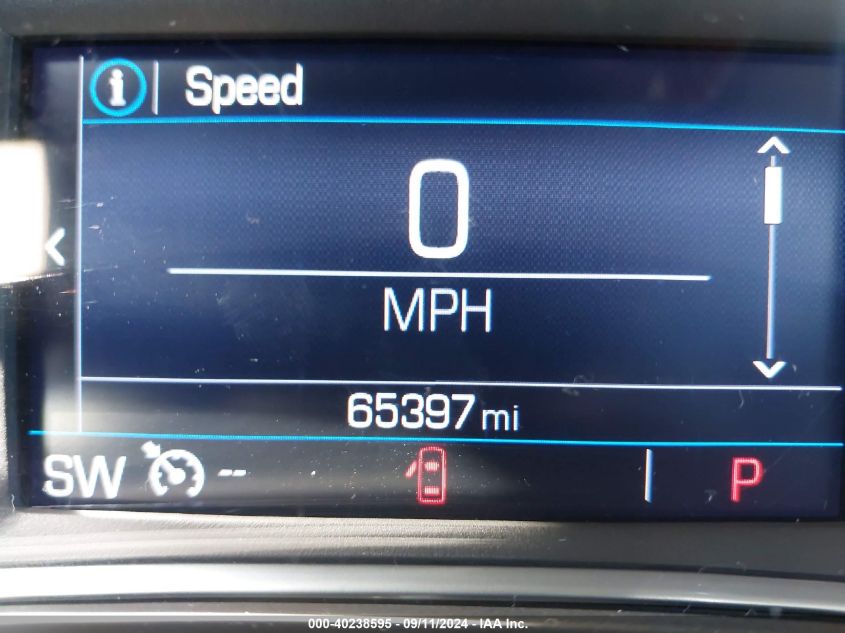 i Speed
0
MPH
65397 mi
SW -- P
000-40238595 - 09/11/2024 - IAA Inc.